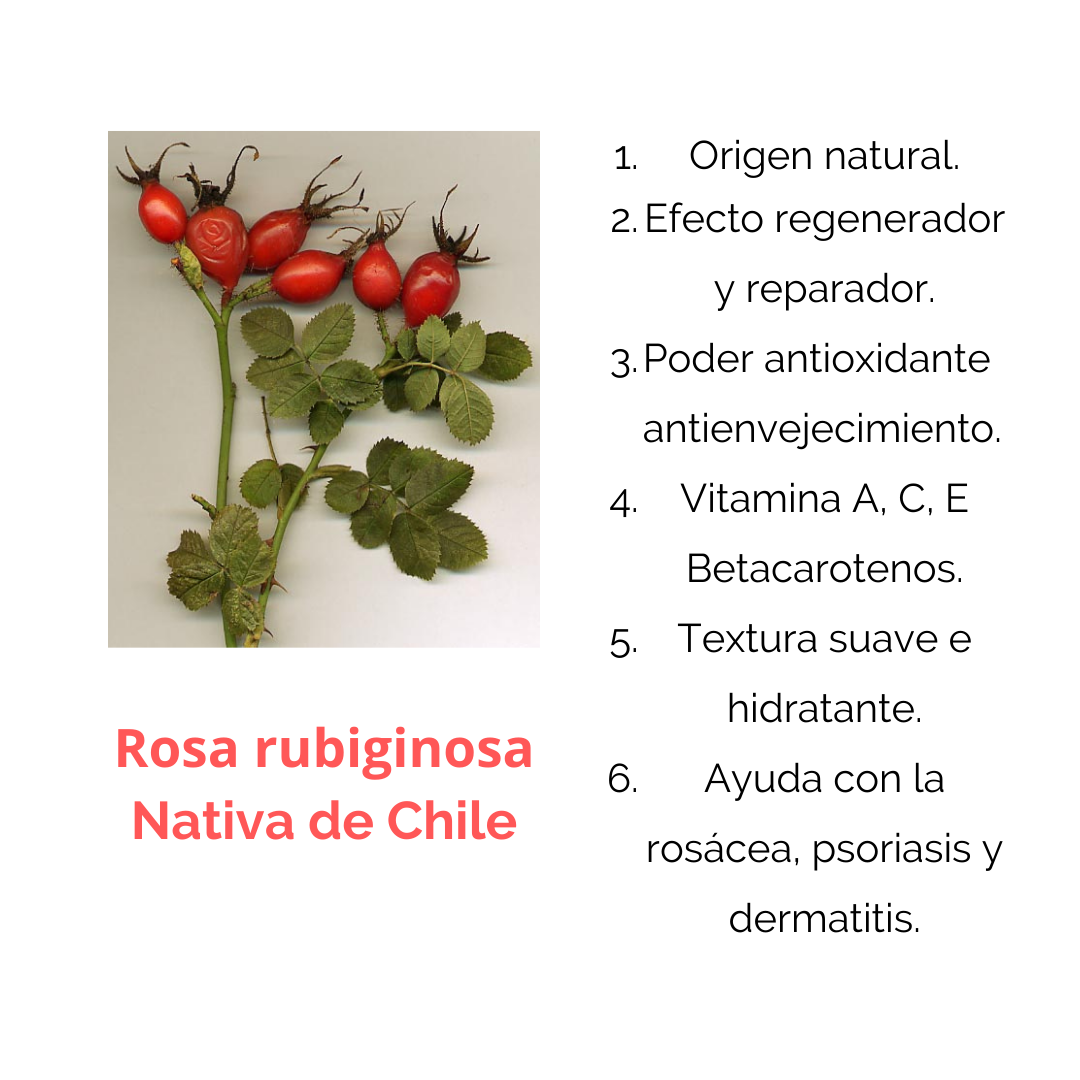 1. Origen natural.
2. Efecto regenerador
y reparador.
3. Poder antioxidante
antienvejecimiento.
4. Vitamina A, C, E
Betacarotenos.
5. Textura suave e
hidratante.
6. Ayuda con la
rosácea, psoriasis y
dermatitis.
Rosa rubiginosa
Nativa de Chile